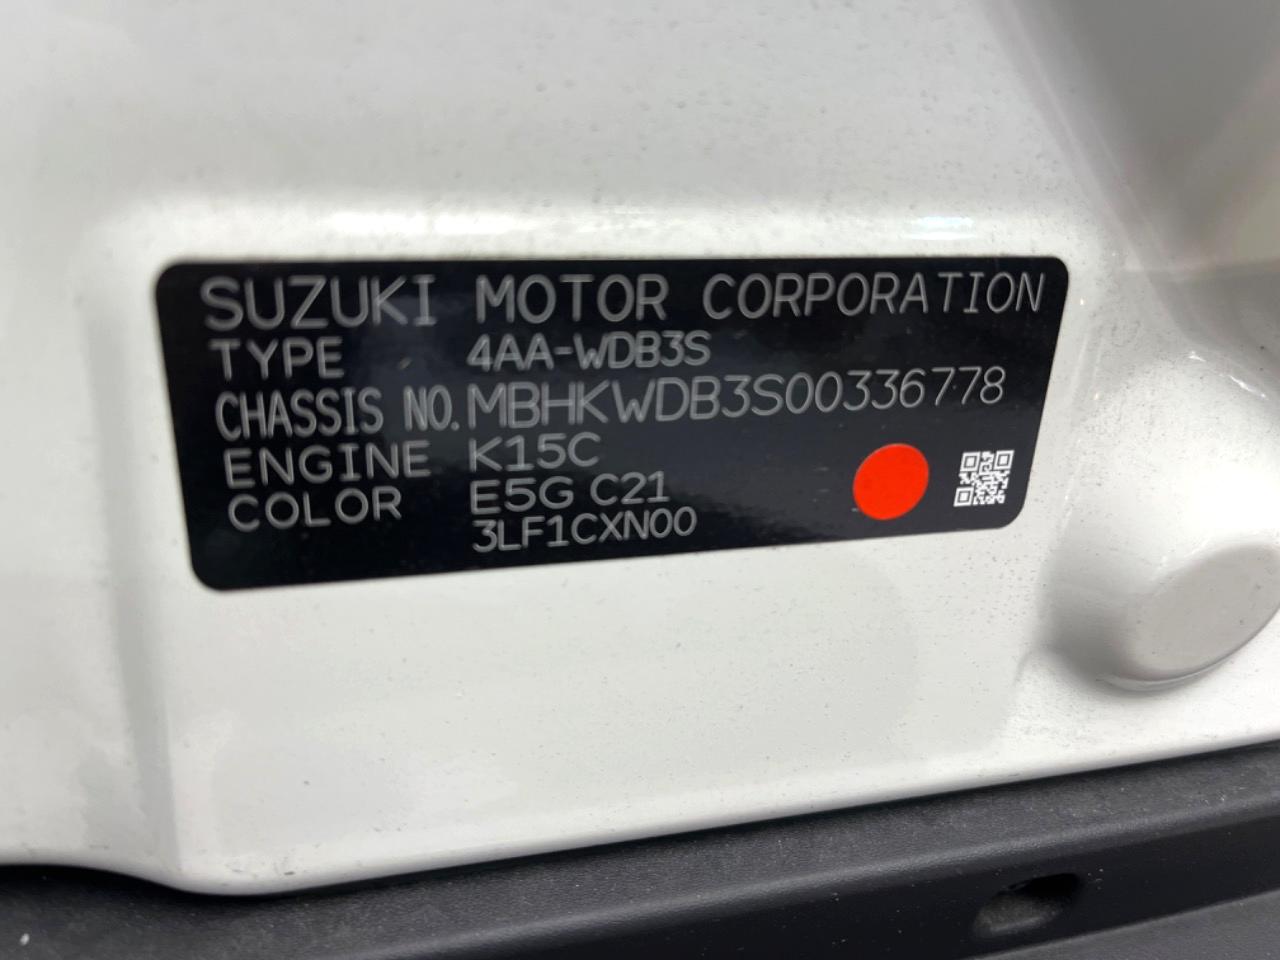 SUZUKI MOTOR CORPORATION
TYPE 4AA-WDB3S
CHASSIS NO. MBHKWDB3S00336778
ENGINE K15C
COLOR E5G C21
3LF1CXN00